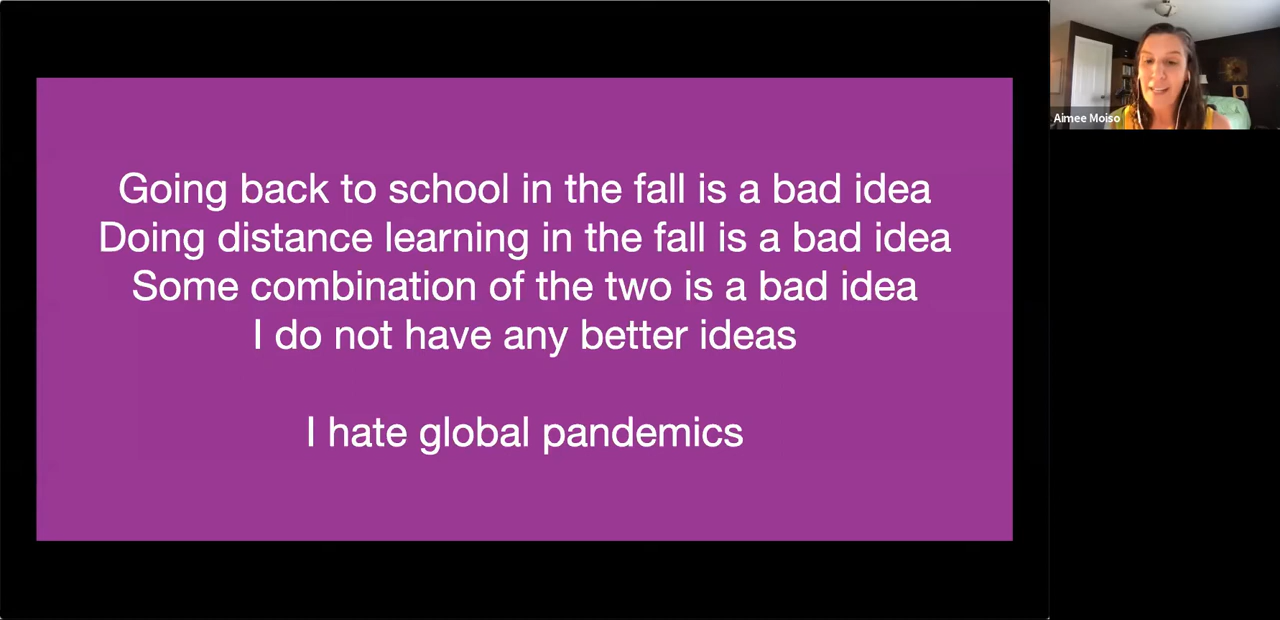 Going back to school in the fall is a bad idea
Doing distance learning in the fall is a bad idea
Some combination of the two is a bad idea
I do not have any better ideas
I hate global pandemics
Aimee Moiso